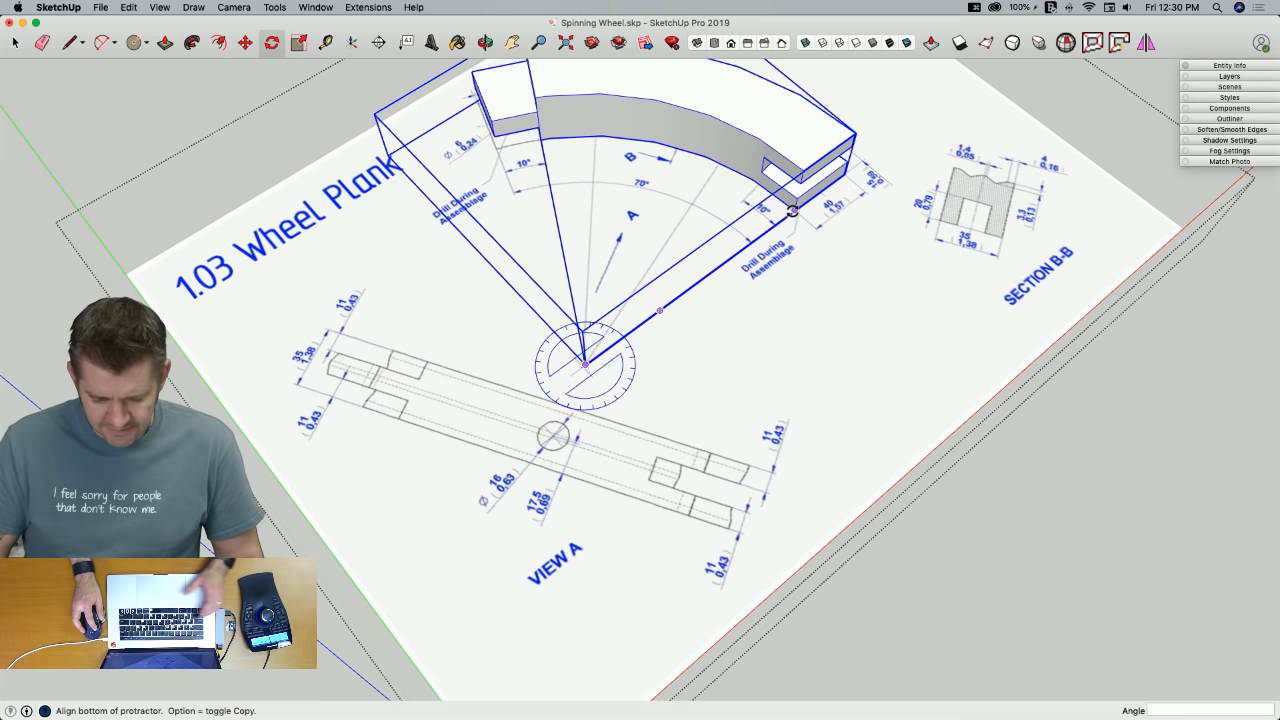 SketchUp File Edit View Draw Camera Tools Window Extensions Help
100% Fri 12:30 PM
Spinning Wheel.skp - SketchUp Pro 2019
Entity Info
Layers
Scenes
Styles
Components
Outliner
Soften/Smooth Edges
Shadow Settings
Fog Settings
Match Photo
1.03 Wheel Plank
Ø 6
0,24
10°
B
70°
Drill During
Assemblage
A
10°
40
1,57
Drill During
Assemblage
1,4
0,05
4
0,16
20
0,79
3,3
0,13
35
1,38
SECTION B-B
11
0,43
35
1,38
11
0,43
Ø 16
0,63
17,5
0,69
11
0,43
11
0,43
VIEW A
I feel sorry for people
that don't know me.
Align bottom of protractor. Option = toggle Copy.
Angle